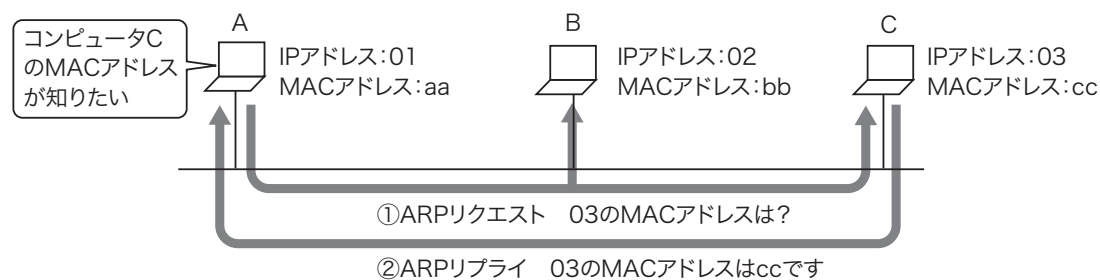 コンピュータC
のMACアドレス
が知りたい
A
IPアドレス:01
MACアドレス:aa
B
IPアドレス:02
MACアドレス:bb
C
IPアドレス:03
MACアドレス:cc
①ARPリクエスト　03のMACアドレスは?
②ARPリプライ　03のMACアドレスはccです